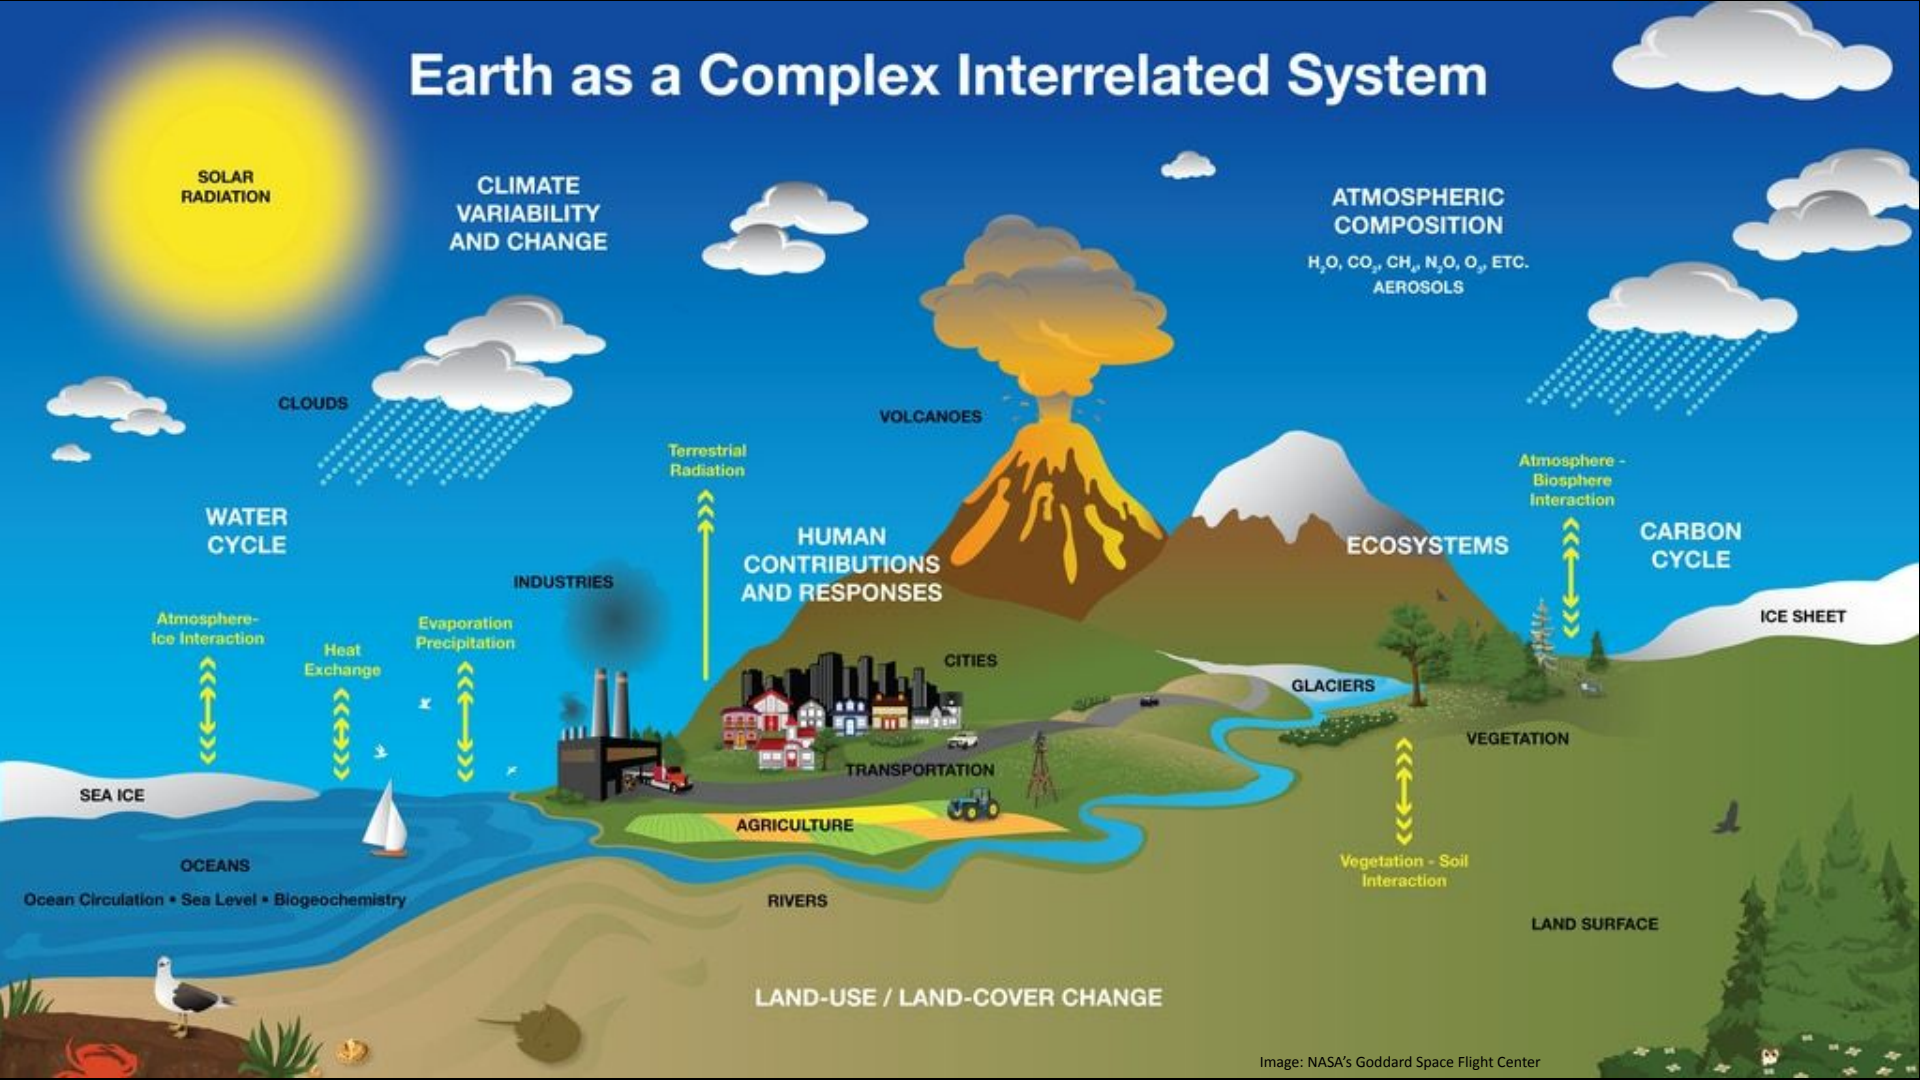 Earth as a Complex Interrelated System
SOLAR
RADIATION
CLIMATE
VARIABILITY
AND CHANGE
ATMOSPHERIC
COMPOSITION
H₂O, CO₂, CH₄, N₂O, O₃, ETC.
AEROSOLS
CLOUDS
VOLCANOES
Terrestrial
Radiation
Atmosphere -
Biosphere
Interaction
WATER
CYCLE
HUMAN
CONTRIBUTIONS
AND RESPONSES
ECOSYSTEMS
CARBON
CYCLE
INDUSTRIES
Atmosphere-
Ice Interaction
Heat
Exchange
Evaporation
Precipitation
ICE SHEET
CITIES
GLACIERS
VEGETATION
TRANSPORTATION
SEA ICE
AGRICULTURE
OCEANS
Ocean Circulation • Sea Level • Biogeochemistry
Vegetation - Soil
Interaction
RIVERS
LAND SURFACE
LAND-USE / LAND-COVER CHANGE
Image: NASA’s Goddard Space Flight Center